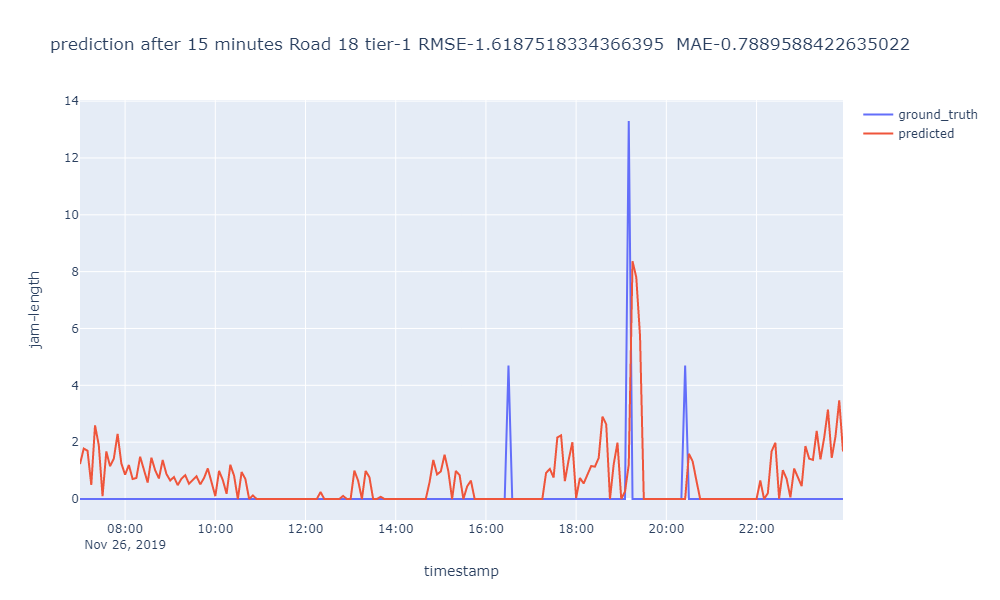 prediction after 15 minutes Road 18 tier-1 RMSE-1.6187518334366395  MAE-0.7889588422635022
ground_truth
predicted
jam-length
14
12
10
8
6
4
2
0
08:00 10:00 12:00 14:00 16:00 18:00 20:00 22:00
Nov 26, 2019
timestamp